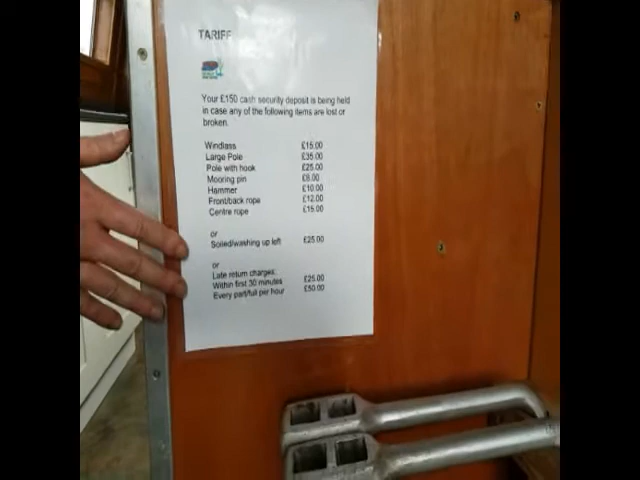 TARIFF
Your £150 cash security deposit is being held
in case any of the following items are lost or
broken.
Windlass £15.00
Large Pole £35.00
Pole with hook £25.00
Mooring pin £8.00
Hammer £10.00
Front/back rope £12.00
Centre rope £15.00
or
Soiled/washing up left £25.00
or
Late return charges:
Within first 30 minutes £25.00
Every part/full per hour £50.00